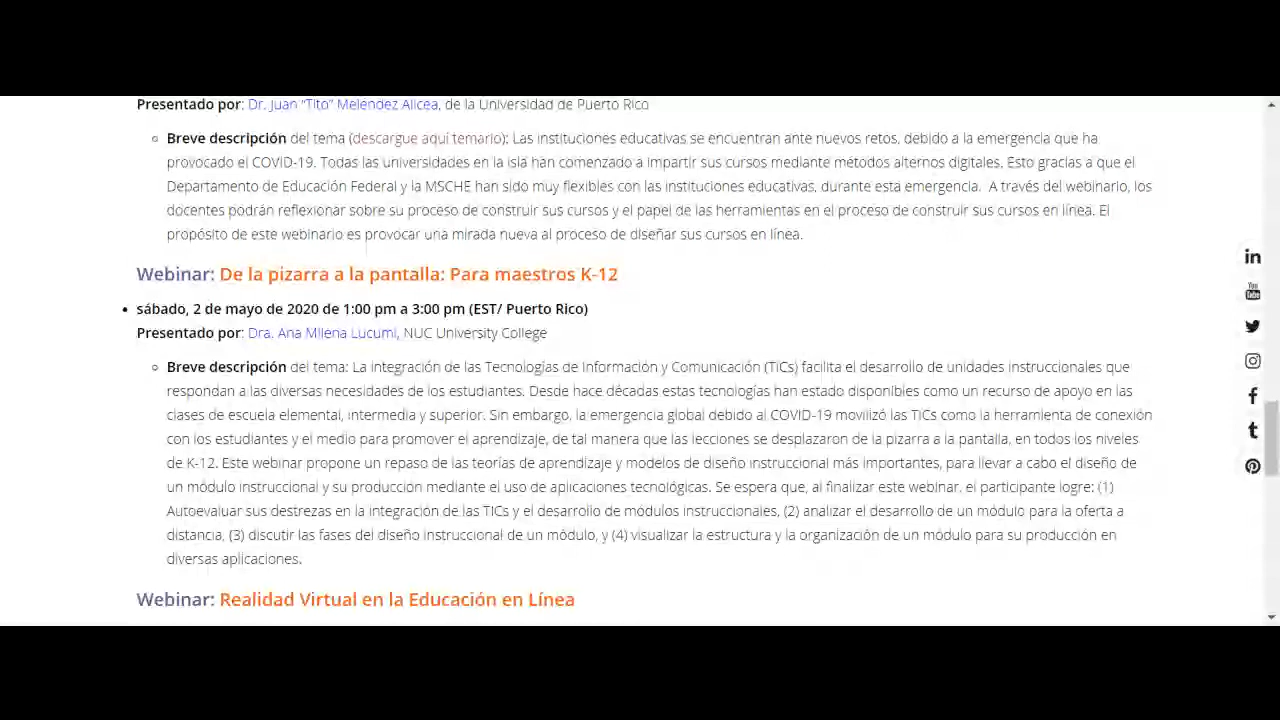 Presentado por: Dr. Juan “Tito” Meléndez Alicea, de la Universidad de Puerto Rico
Breve descripción del tema (descargue aquí temario): Las instituciones educativas se encuentran ante nuevos retos, debido a la emergencia que ha
provocado el COVID-19. Todas las universidades en la isla han comenzado a impartir sus cursos mediante métodos alternos digitales. Esto gracias a que el
Departamento de Educación Federal y la MSCHE han sido muy flexibles con las instituciones educativas, durante esta emergencia. A través del webinario, los
docentes podrán reflexionar sobre su proceso de construir sus cursos y el papel de las herramientas en el proceso de construir sus cursos en línea. El
propósito de este webinario es provocar una mirada nueva al proceso de diseñar sus cursos en línea.
Webinar: De la pizarra a la pantalla: Para maestros K-12
sábado, 2 de mayo de 2020 de 1:00 pm a 3:00 pm (EST/ Puerto Rico)
Presentado por: Dra. Ana Milena Lucumi, NUC University College
Breve descripción del tema: La integración de las Tecnologías de Información y Comunicación (TICs) facilita el desarrollo de unidades instruccionales que
respondan a las diversas necesidades de los estudiantes. Desde hace décadas estas tecnologías han estado disponibles como un recurso de apoyo en las
clases de escuela elemental, intermedia y superior. Sin embargo, la emergencia global debido al COVID-19 movilizó las TICs como la herramienta de conexión
con los estudiantes y el medio para promover el aprendizaje, de tal manera que las lecciones se desplazaron de la pizarra a la pantalla, en todos los niveles
de K-12. Este webinar propone un repaso de las teorías de aprendizaje y modelos de diseño instruccional más importantes, para llevar a cabo el diseño de
un módulo instruccional y su producción mediante el uso de aplicaciones tecnológicas. Se espera que, al finalizar este webinar, el participante logre: (1)
Autoevaluar sus destrezas en la integración de las TICs y el desarrollo de módulos instruccionales, (2) analizar el desarrollo de un módulo para la oferta a
distancia, (3) discutir las fases del diseño instruccional de un módulo, y (4) visualizar la estructura y la organización de un módulo para su producción en
diversas aplicaciones.
Webinar: Realidad Virtual en la Educación en Línea
in
You Tube